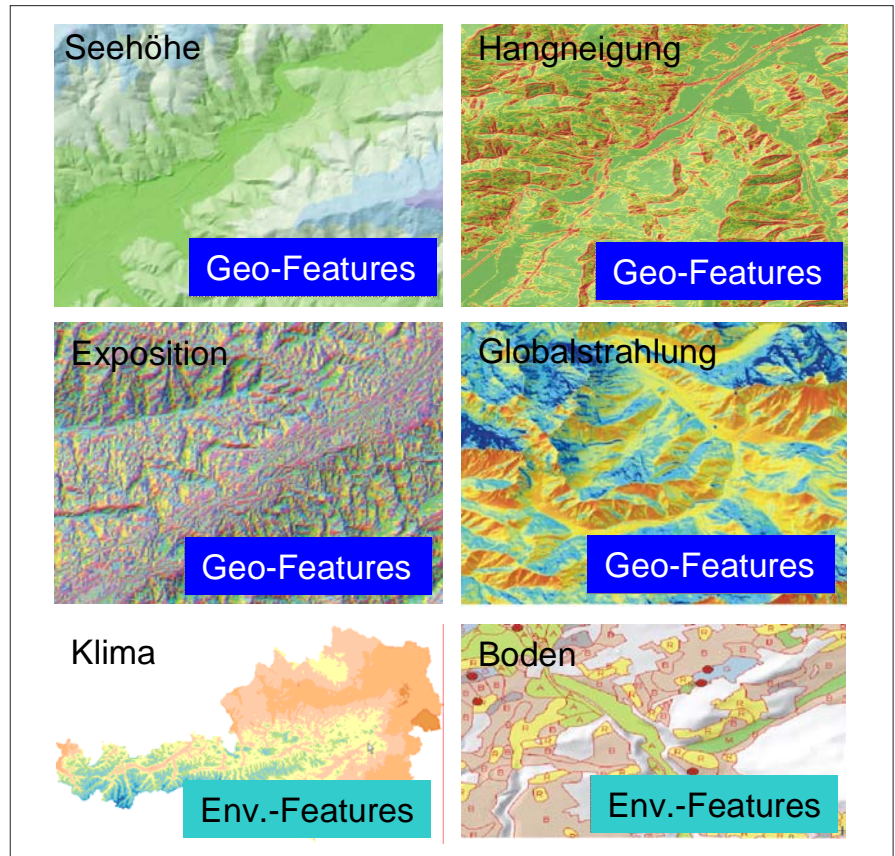 Seehöhe
Hangneigung
Geo-Features
Geo-Features
Exposition
Globalstrahlung
Geo-Features
Geo-Features
Klima
Boden
Env.-Features
Env.-Features